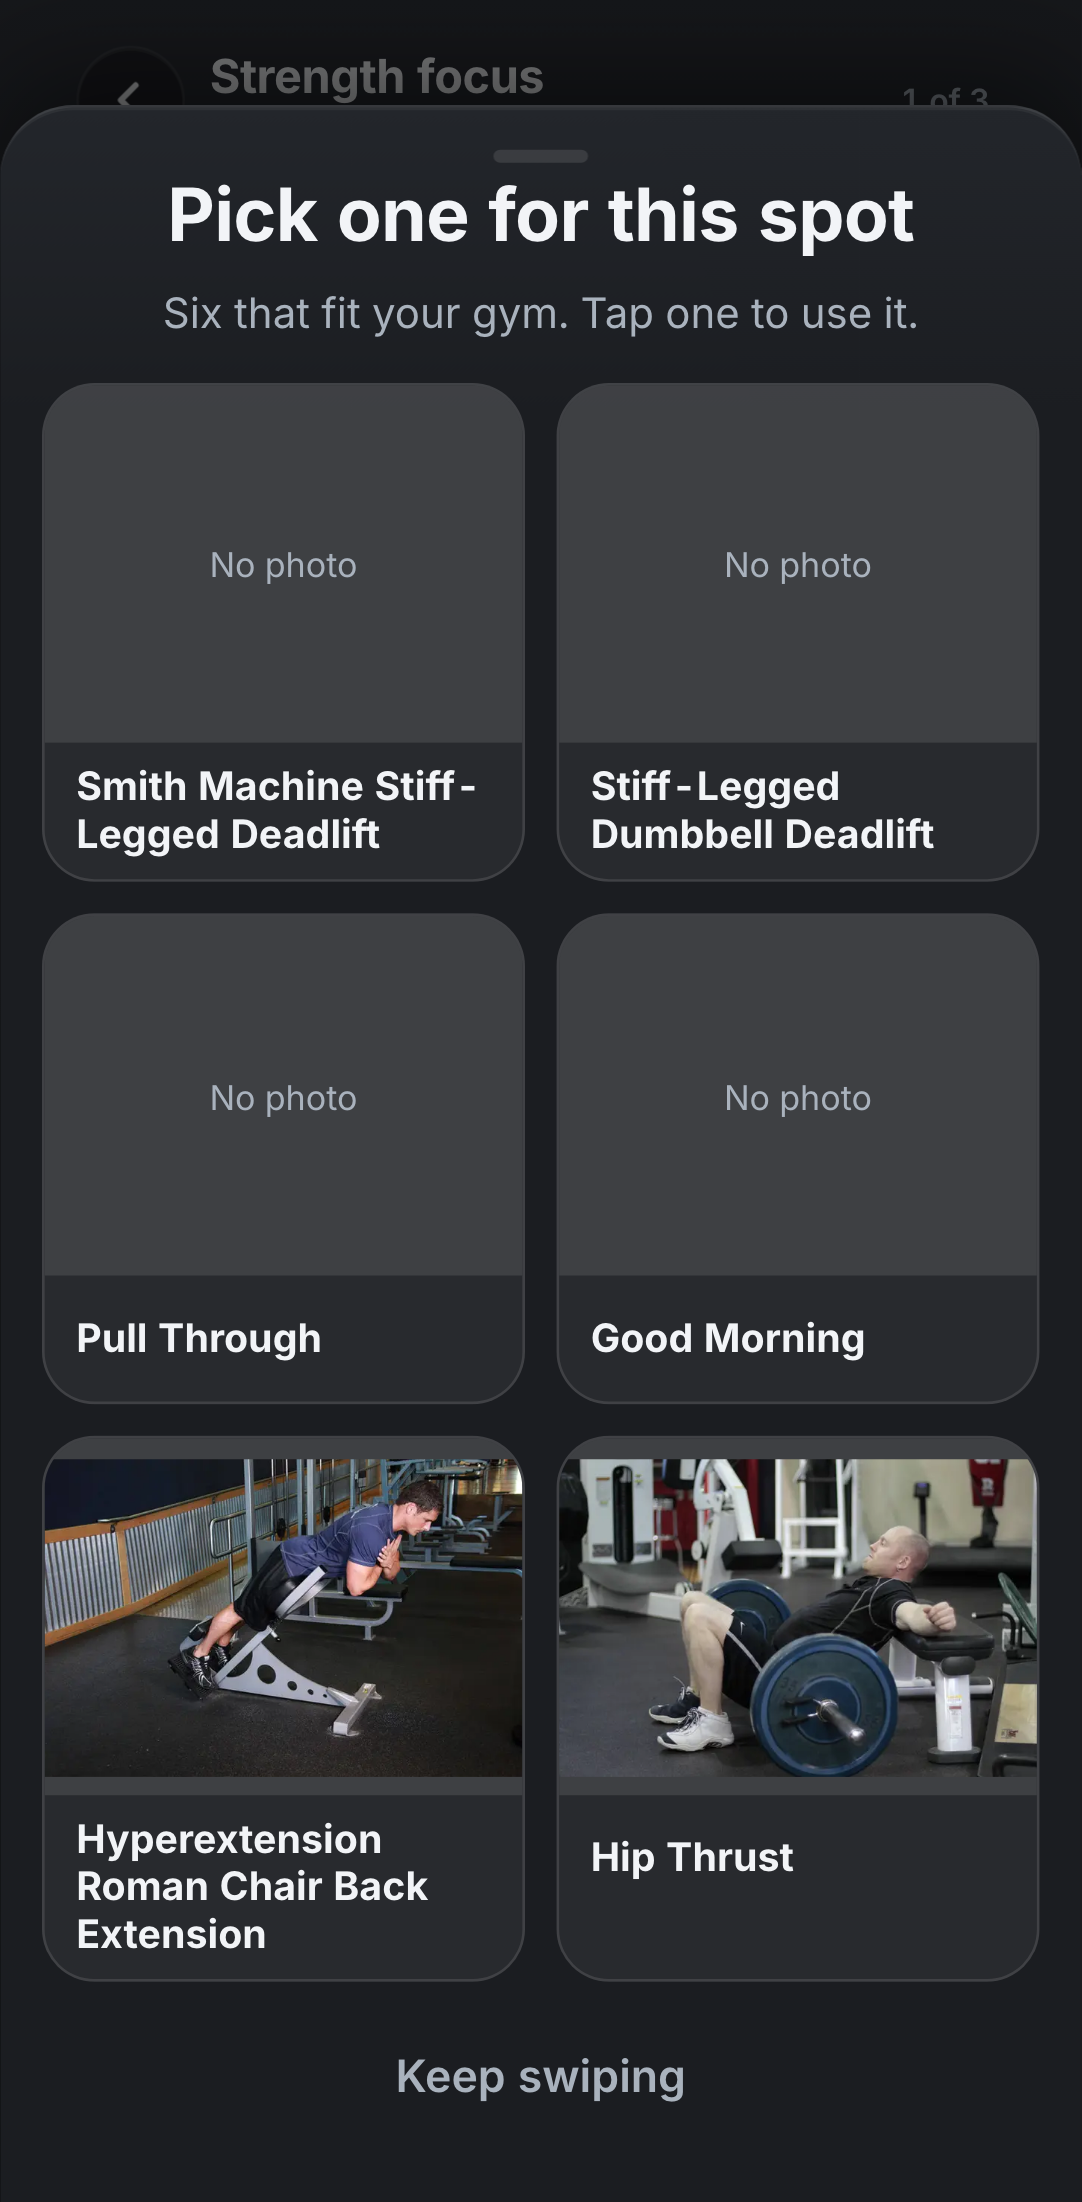 Strength focus
1 of 3
Pick one for this spot
Six that fit your gym. Tap one to use it.
No photo
No photo
Smith Machine Stiff-
Legged Deadlift
Stiff-Legged
Dumbbell Deadlift
No photo
No photo
Pull Through
Good Morning
Hyperextension
Roman Chair Back
Extension
Hip Thrust
Keep swiping